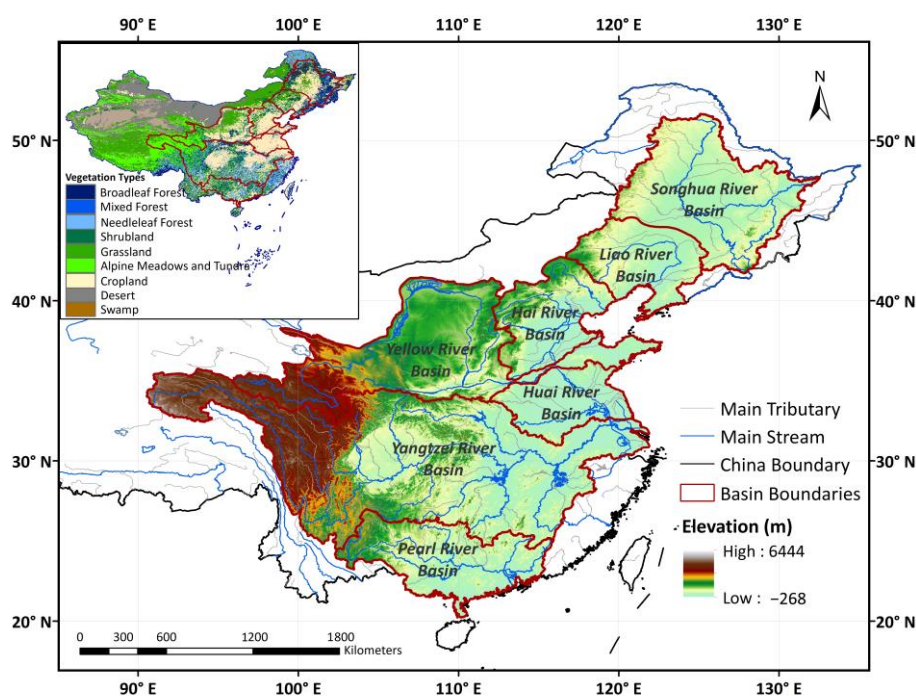 90° E
100° E
110° E
120° E
130° E
N
50° N
50° N
40° N
40° N
30° N
30° N
20° N
20° N
Vegetation Types
Broadleaf Forest
Mixed Forest
Needleleaf Forest
Shrubland
Grassland
Alpine Meadows and Tundra
Cropland
Desert
Swamp
Songhua River
Basin
Liao River
Basin
Hai River
Basin
Yellow River
Basin
Huai River
Basin
Yangtzei River
Basin
Pearl River
Basin
Main Tributary
Main Stream
China Boundary
Basin Boundaries
Elevation (m)
High : 6444
Low : −268
0 300 600 1200 1800
Kilometers
90° E
100° E
110° E
120° E
130° E